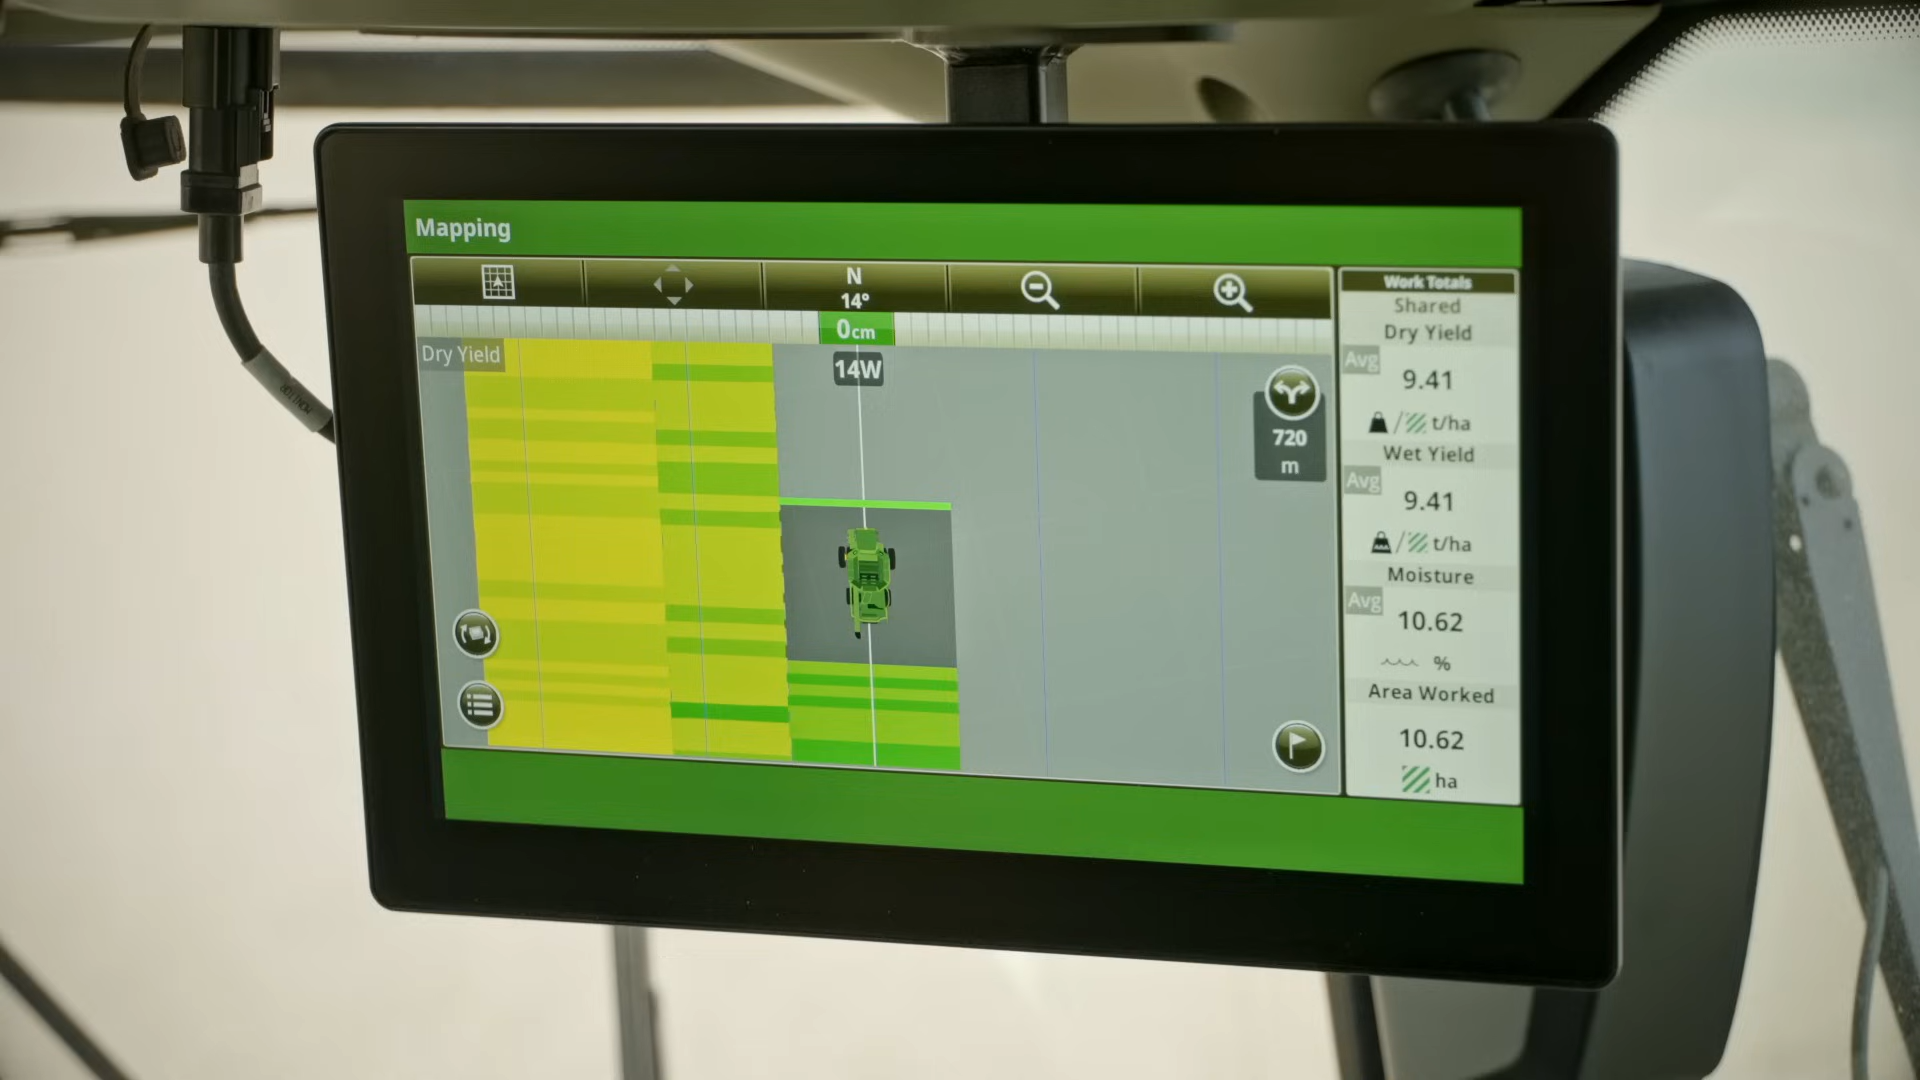 Mapping
N
14°
0cm
Dry Yield
14W
720
m
Work Totals
Shared
Dry Yield
Avg
9.41
/ t/ha
Wet Yield
Avg
9.41
/ t/ha
Moisture
Avg
10.62
%
Area Worked
10.62
ha